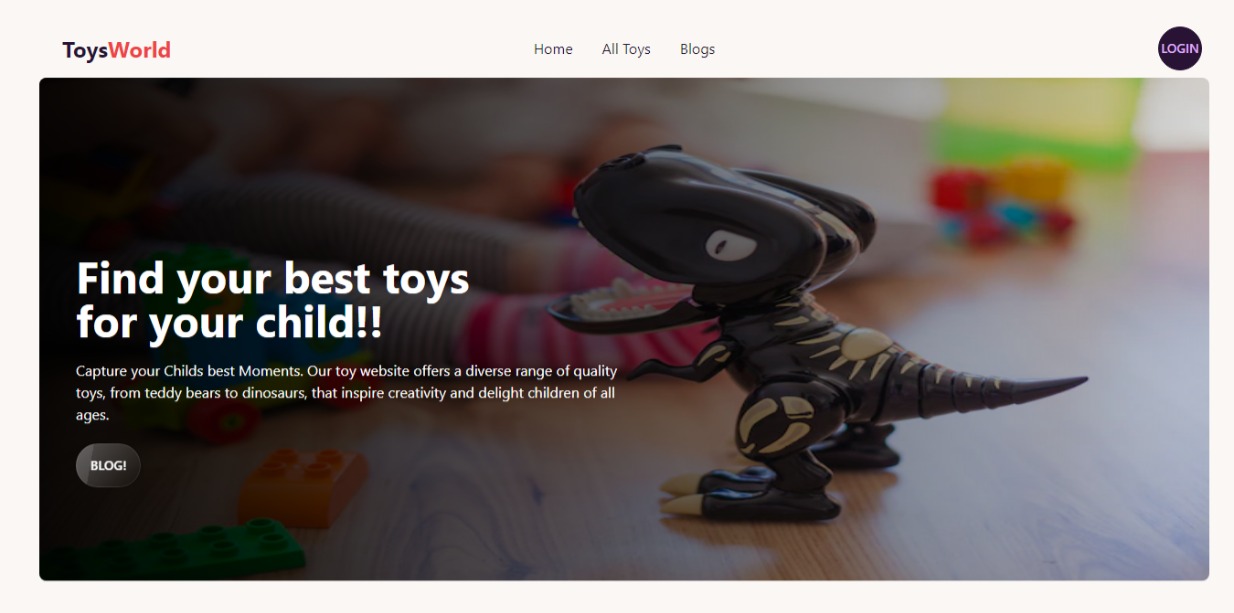 ToysWorld
Home
All Toys
Blogs
LOGIN
Find your best toys
for your child!!
Capture your Childs best Moments. Our toy website offers a diverse range of quality
toys, from teddy bears to dinosaurs, that inspire creativity and delight children of all
ages.
BLOG!